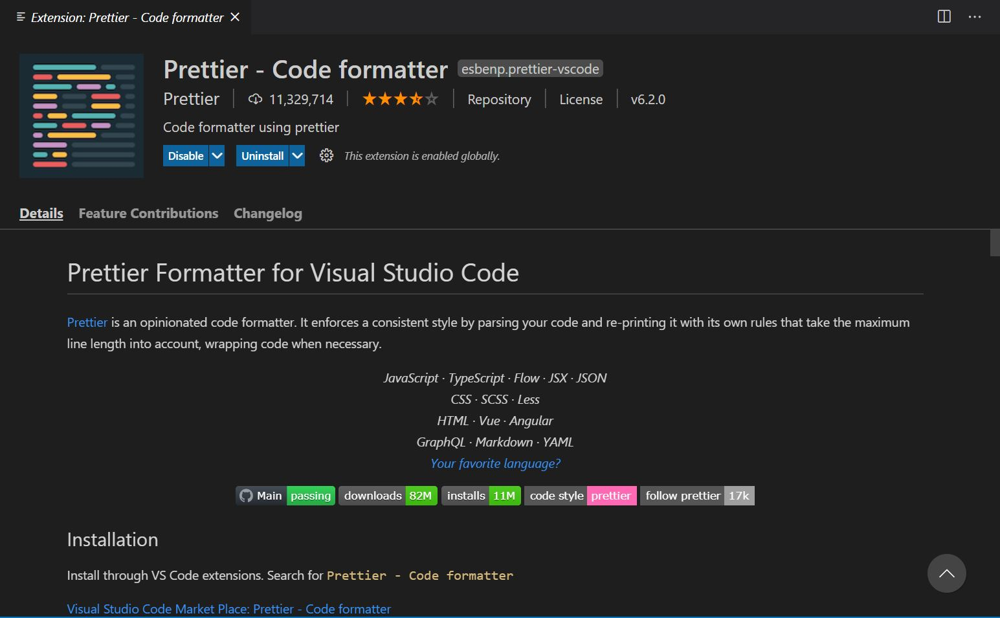 Extension: Prettier - Code formatter
Prettier - Code formatter esbenp.prettier-vscode
Prettier 11,329,714 Repository License v6.2.0
Code formatter using prettier
Disable Uninstall This extension is enabled globally.
Details Feature Contributions Changelog
Prettier Formatter for Visual Studio Code
Prettier is an opinionated code formatter. It enforces a consistent style by parsing your code and re-printing it with its own rules that take the maximum
line length into account, wrapping code when necessary.
JavaScript · TypeScript · Flow · JSX · JSON
CSS · SCSS · Less
HTML · Vue · Angular
GraphQL · Markdown · YAML
Your favorite language?
Main passing downloads 82M installs 11M code style prettier follow prettier 17k
Installation
Install through VS Code extensions. Search for Prettier - Code formatter
Visual Studio Code Market Place: Prettier - Code formatter